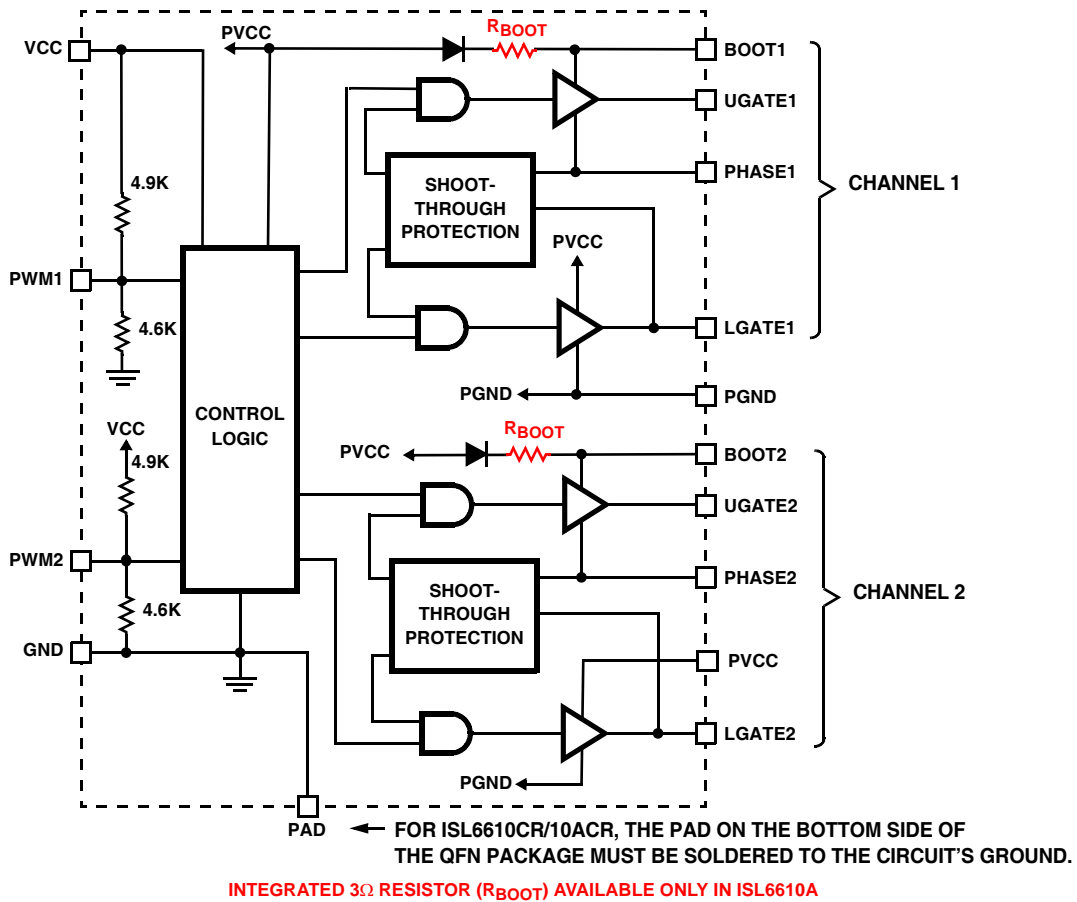 VCC
PVCC
RBOOT
BOOT1
UGATE1
4.9K
SHOOT-
THROUGH
PROTECTION
PHASE1
CHANNEL 1
PVCC
PWM1
4.6K
LGATE1
PGND
PGND
CONTROL
LOGIC
VCC
4.9K
PVCC
RBOOT
BOOT2
UGATE2
PWM2
4.6K
SHOOT-
THROUGH
PROTECTION
PHASE2
CHANNEL 2
GND
PVCC
LGATE2
PGND
PAD
FOR ISL6610CR/10ACR, THE PAD ON THE BOTTOM SIDE OF
THE QFN PACKAGE MUST BE SOLDERED TO THE CIRCUIT'S GROUND.
INTEGRATED 3Ω RESISTOR (RBOOT) AVAILABLE ONLY IN ISL6610A